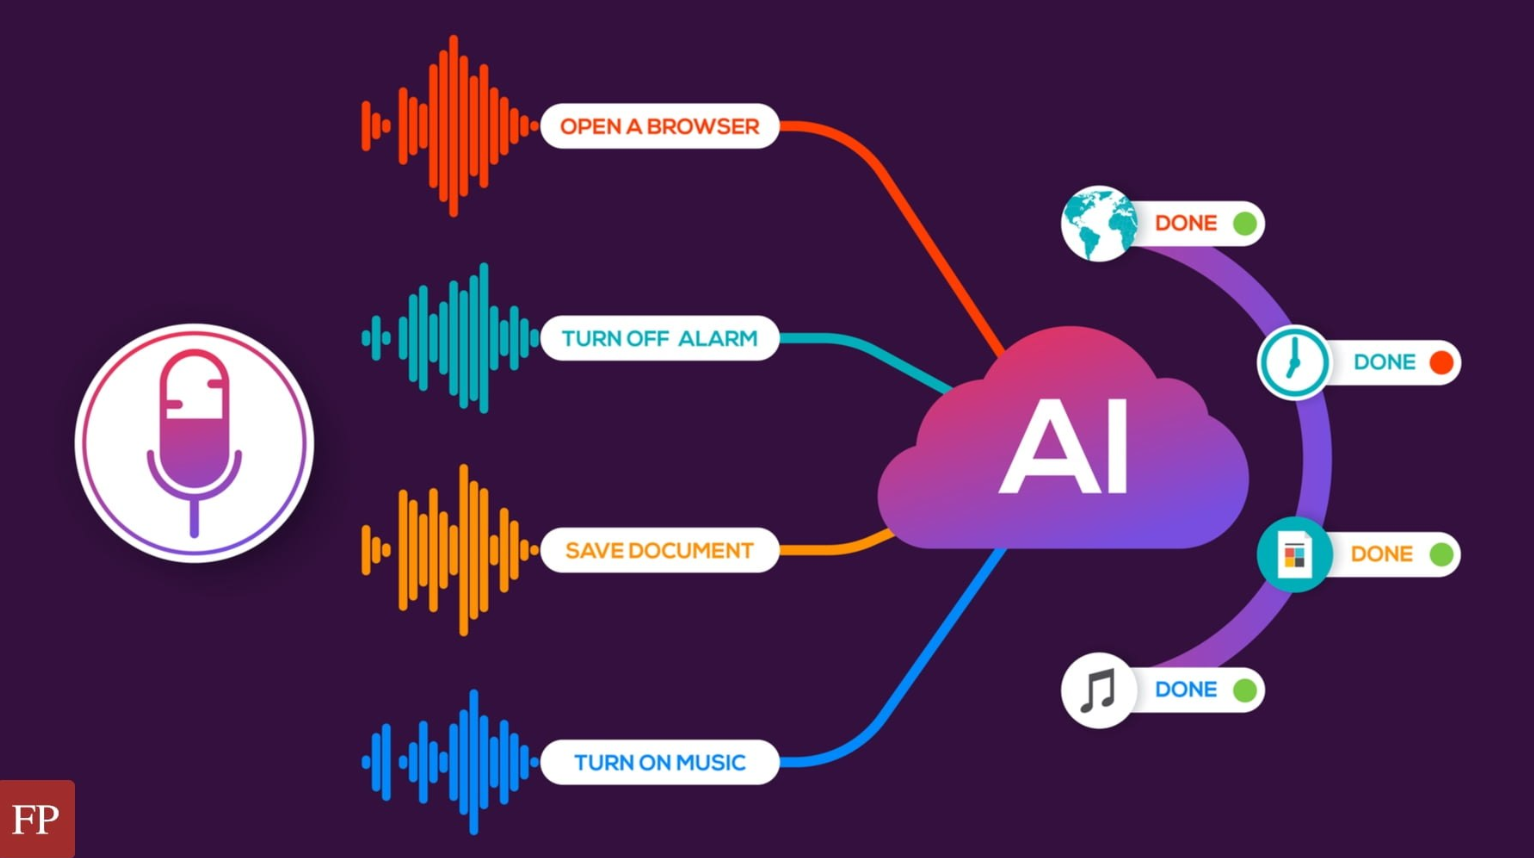 OPEN A BROWSER
DONE
TURN OFF ALARM
DONE
AI
SAVE DOCUMENT
DONE
DONE
TURN ON MUSIC
FP